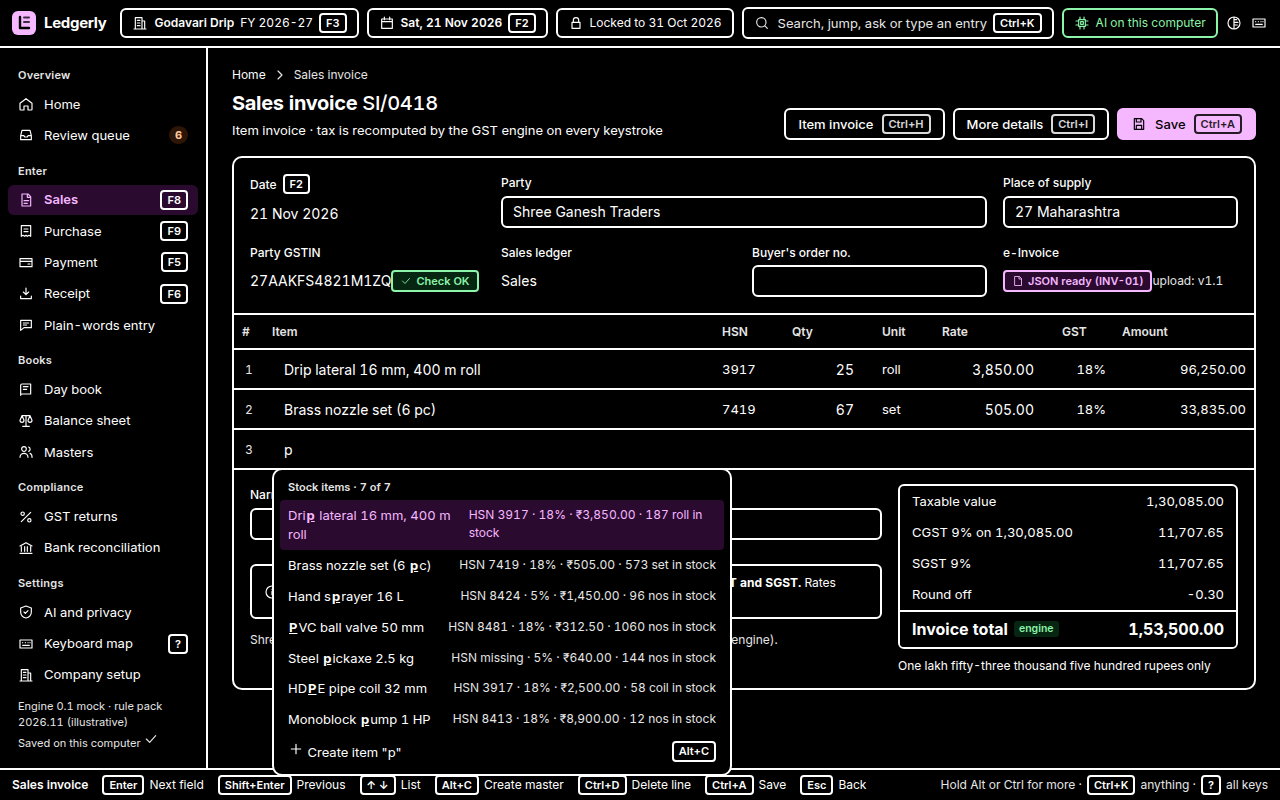 Ledgerly
Godavari Drip FY 2026-27 F3
Sat, 21 Nov 2026 F2
Locked to 31 Oct 2026
Search, jump, ask or type an entry Ctrl+K
AI on this computer
Overview
Home
Review queue 6
Enter
Sales F8
Purchase F9
Payment F5
Receipt F6
Plain-words entry
Books
Day book
Balance sheet
Masters
Compliance
GST returns
Bank reconciliation
Settings
AI and privacy
Keyboard map ?
Company setup
Engine 0.1 mock · rule pack
2026.11 (illustrative)
Saved on this computer
Home > Sales invoice
Sales invoice SI/0418
Item invoice · tax is recomputed by the GST engine on every keystroke
Item invoice Ctrl+H
More details Ctrl+I
Save Ctrl+A
Date F2
21 Nov 2026
Party
Shree Ganesh Traders
Place of supply
27 Maharashtra
Party GSTIN
27AAKFS4821M1ZQ Check OK
Sales ledger
Sales
Buyer's order no.
e-Invoice
JSON ready (INV-01) upload: v1.1
# Item HSN Qty Unit Rate GST Amount
1 Drip lateral 16 mm, 400 m roll 3917 25 roll 3,850.00 18% 96,250.00
2 Brass nozzle set (6 pc) 7419 67 set 505.00 18% 33,835.00
3 p
Stock items · 7 of 7
Drip lateral 16 mm, 400 m roll HSN 3917 · 18% · ₹3,850.00 · 187 roll in stock
Brass nozzle set (6 pc) HSN 7419 · 18% · ₹505.00 · 573 set in stock
Hand sprayer 16 L HSN 8424 · 5% · ₹1,450.00 · 96 nos in stock
PVC ball valve 50 mm HSN 8481 · 18% · ₹312.50 · 1060 nos in stock
Steel pickaxe 2.5 kg HSN missing · 5% · ₹640.00 · 144 nos in stock
HDPE pipe coil 32 mm HSN 3917 · 18% · ₹2,500.00 · 58 coil in stock
Monoblock pump 1 HP HSN 8413 · 18% · ₹8,900.00 · 12 nos in stock
Create item "p" Alt+C
and SGST. Rates
engine).
Taxable value 1,30,085.00
CGST 9% on 1,30,085.00 11,707.65
SGST 9% 11,707.65
Round off -0.30
Invoice total engine 1,53,500.00
One lakh fifty-three thousand five hundred rupees only
Sales invoice Enter Next field Shift+Enter Previous ↑ ↓ List Alt+C Create master Ctrl+D Delete line Ctrl+A Save Esc Back Hold Alt or Ctrl for more · Ctrl+K anything · ? all keys